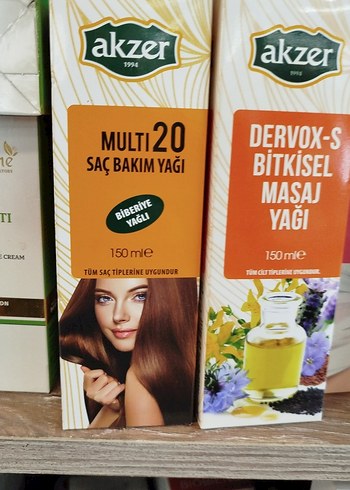 akzer
1994
MULTI 20
SAÇ BAKIM YAĞI
BİBERİYE
YAĞLI
150 ml℮
TÜM SAÇ TİPLERİNE UYGUNDUR
akzer
1994
DERVOX-S
BİTKİSEL
MASAJ
YAĞI
150 ml℮
TÜM CİLT TİPLERİNE UYGUNDUR.
CREAM